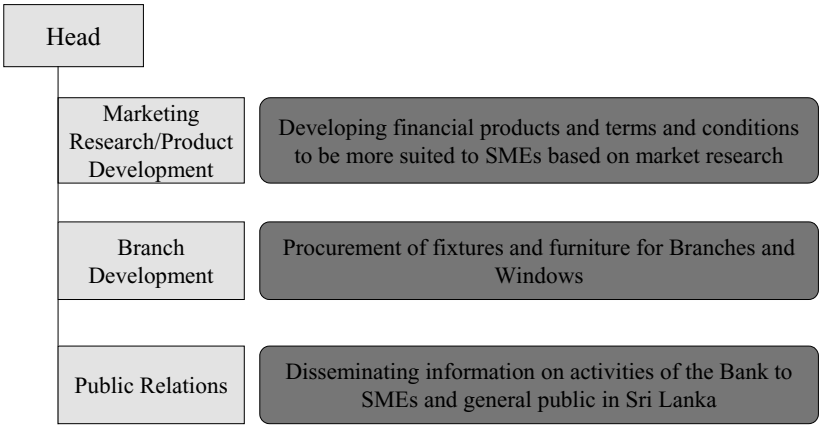 Head
Marketing
Research/Product
Development
Developing financial products and terms and conditions
to be more suited to SMEs based on market research
Branch
Development
Procurement of fixtures and furniture for Branches and
Windows
Public Relations
Disseminating information on activities of the Bank to
SMEs and general public in Sri Lanka